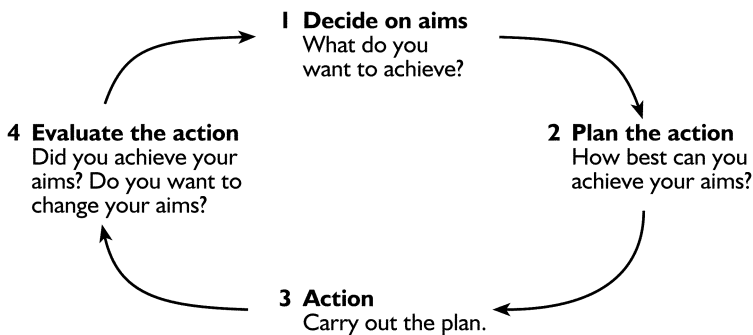 1 Decide on aims
What do you
want to achieve?
2 Plan the action
How best can you
achieve your aims?
3 Action
Carry out the plan.
4 Evaluate the action
Did you achieve your
aims? Do you want to
change your aims?